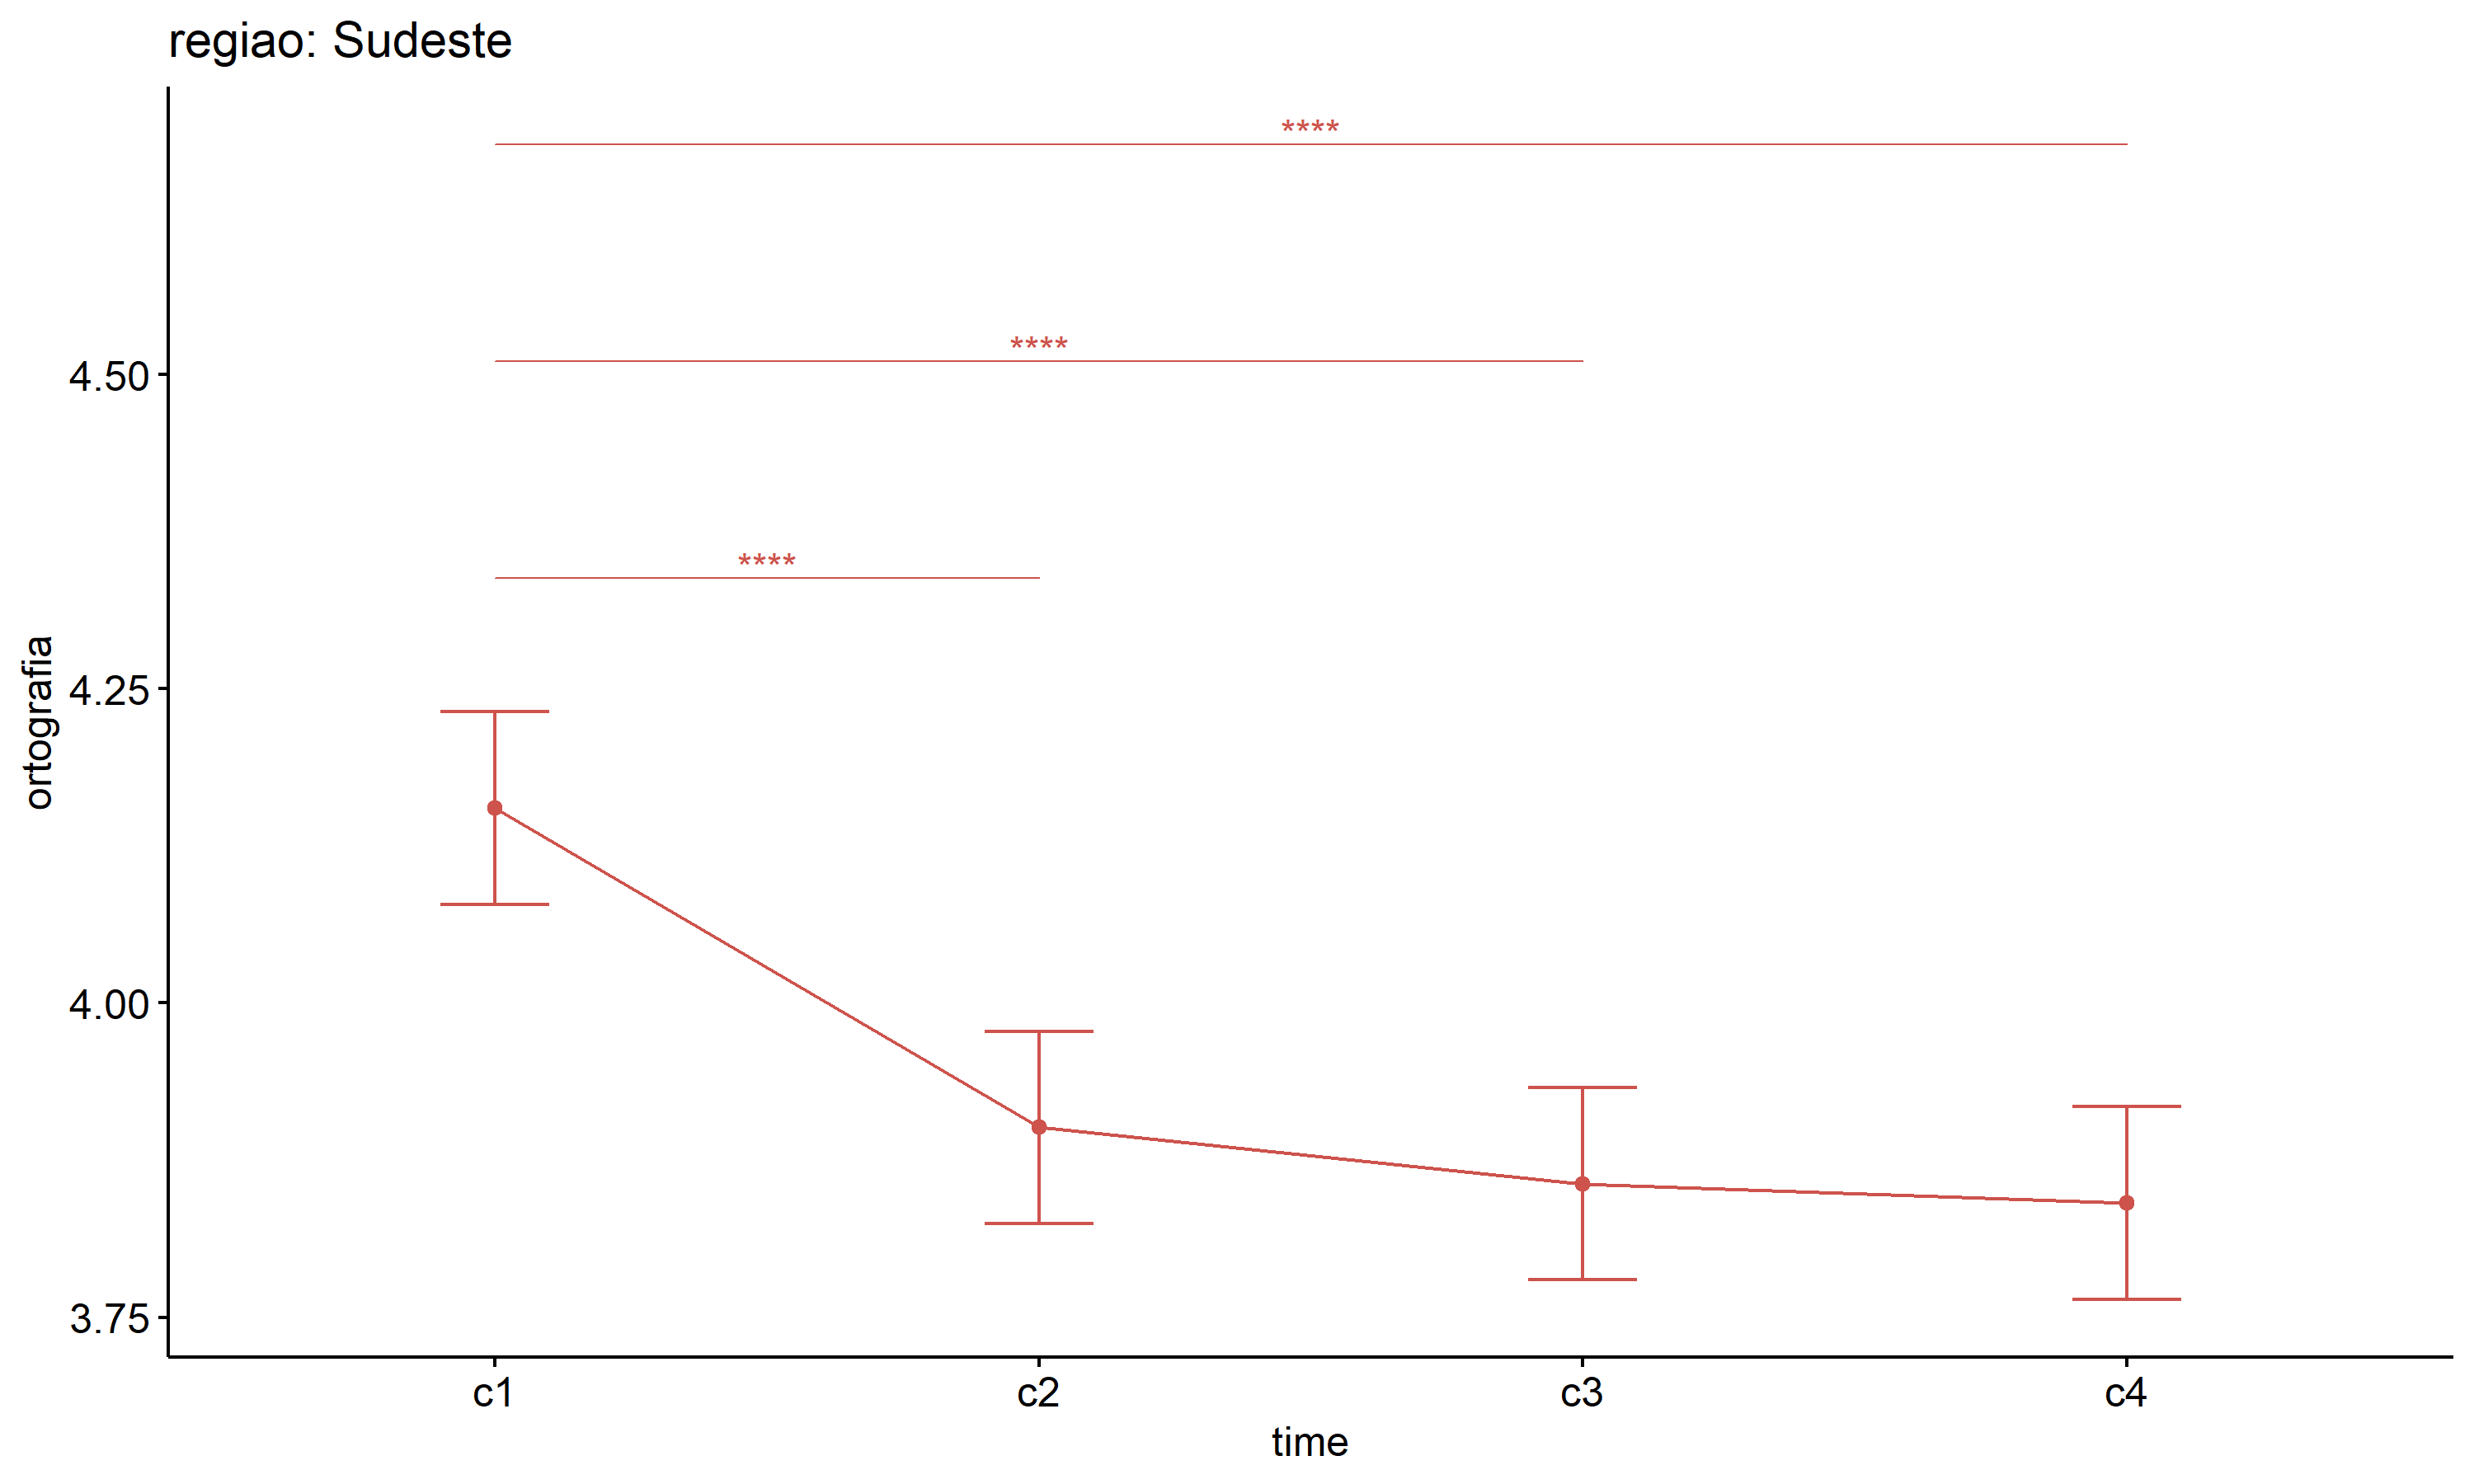 regiao: Sudeste
****
****
****
4.50
4.25
4.00
3.75
ortografia
c1 c2 c3 c4
time